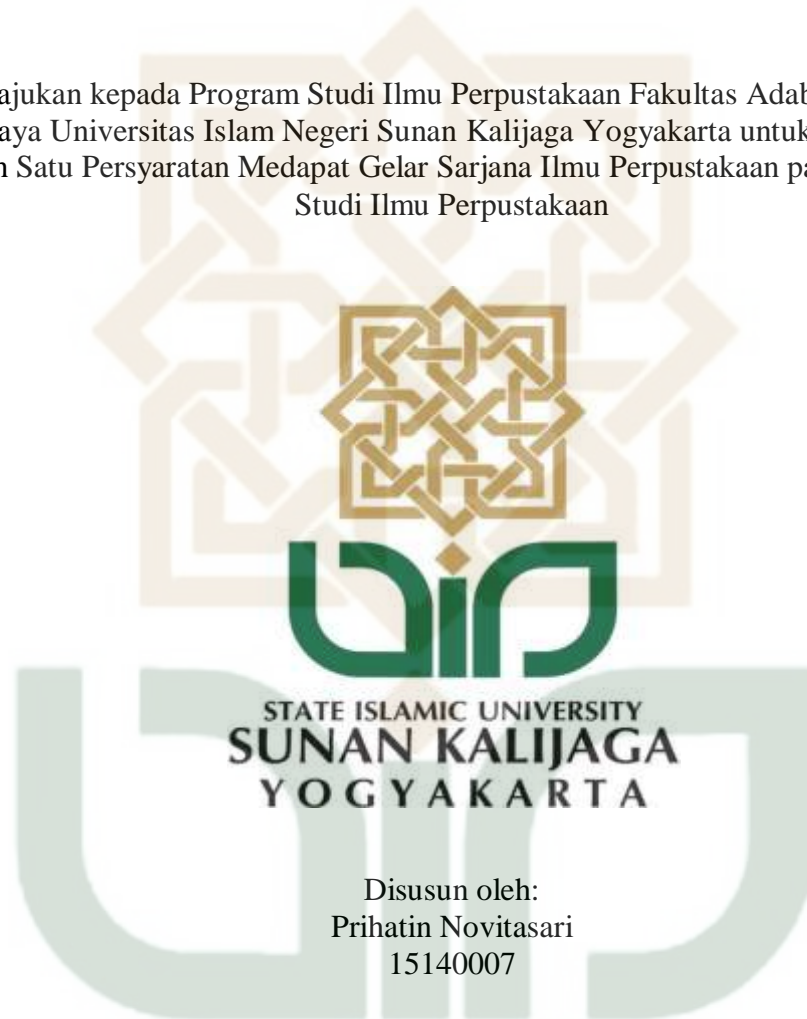 ajukan kepada Program Studi Ilmu Perpustakaan Fakultas Adab
aya Universitas Islam Negeri Sunan Kalijaga Yogyakarta untuk
Satu Persyaratan Medapat Gelar Sarjana Ilmu Perpustakaan pa
Studi Ilmu Perpustakaan
uin
STATE ISLAMIC UNIVERSITY
SUNAN KALIJAGA
YOGYAKARTA
Disusun oleh:
Prihatin Novitasari
15140007